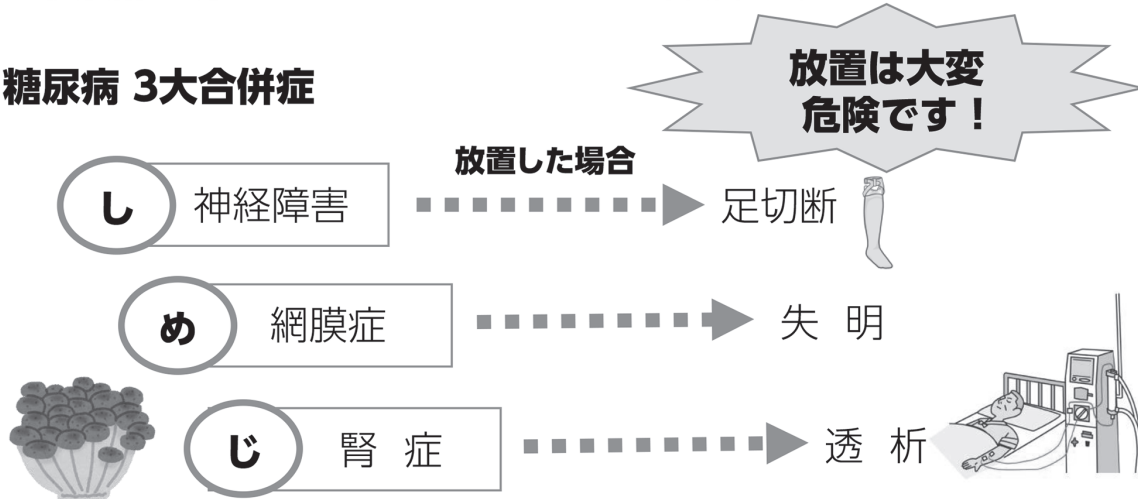 糖尿病 3大合併症
放置は大変
危険です！
放置した場合
し 神経障害 足切断
め 網膜症 失 明
じ 腎 症 透 析